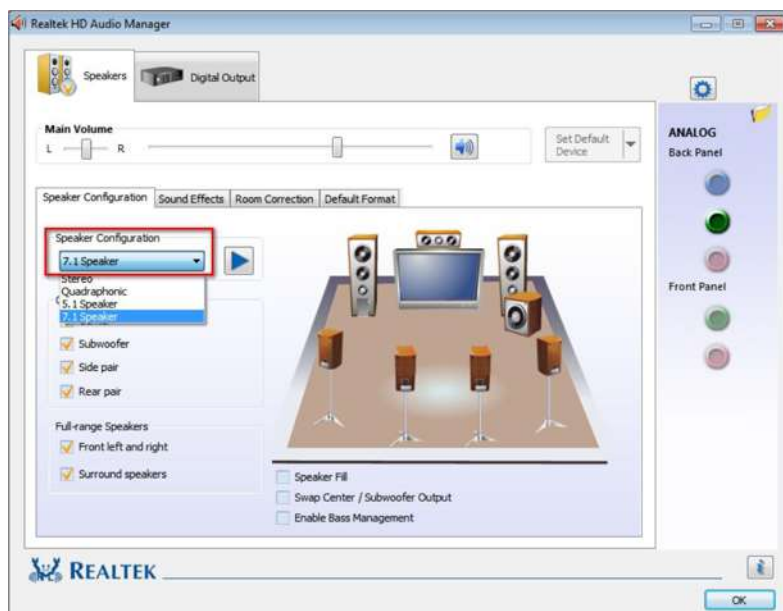 Realtek HD Audio Manager
Speakers
Digital Output
Main Volume
L R
Set Default
Device
ANALOG
Back Panel
Speaker Configuration Sound Effects Room Correction Default Format
Speaker Configuration
7.1 Speaker
Stereo
Quadraphonic
5.1 Speaker
7.1 Speaker
Front Panel
Subwoofer
Side pair
Rear pair
Full-range Speakers
Front left and right
Surround speakers
Speaker Fill
Swap Center / Subwoofer Output
Enable Bass Management
REALTEK
OK